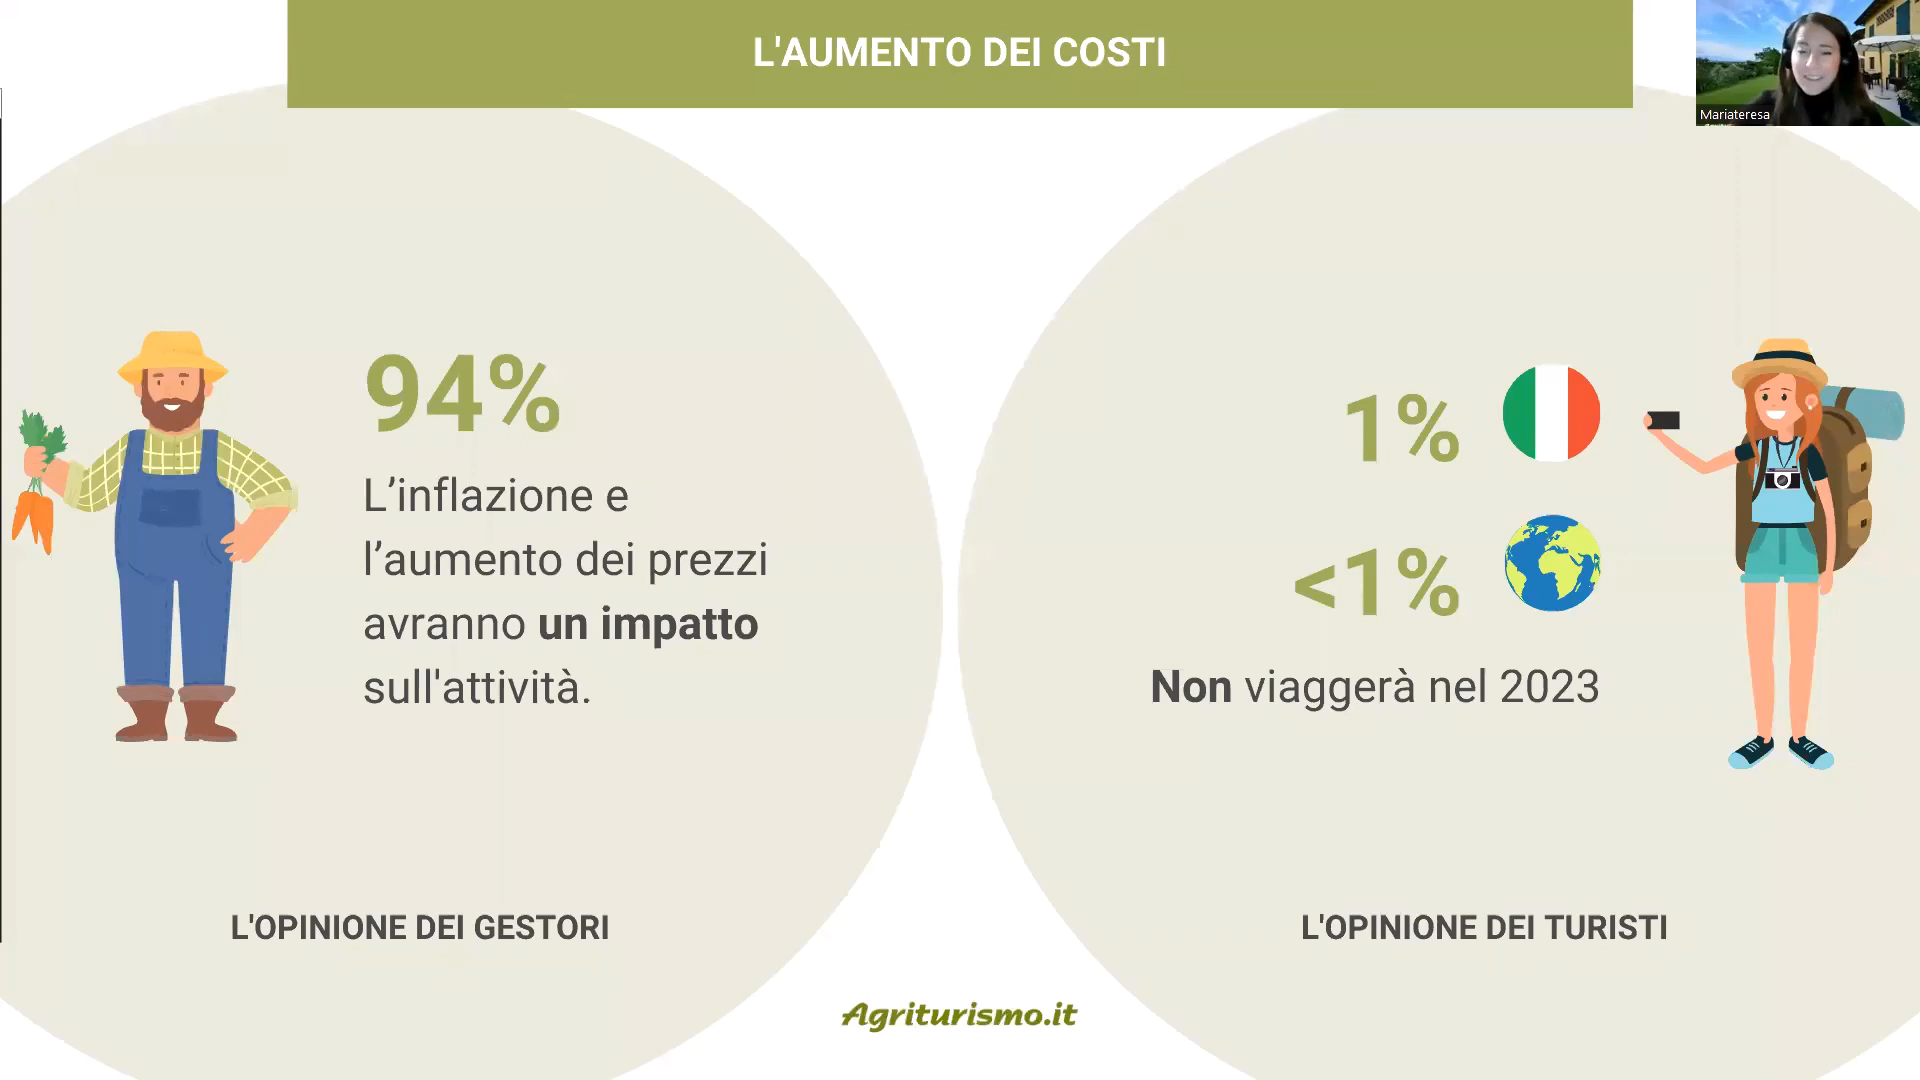 L'AUMENTO DEI COSTI
Mariateresa
94%
L’inflazione e
l’aumento dei prezzi
avranno un impatto
sull'attività.
L'OPINIONE DEI GESTORI
1%
<1%
Non viaggerà nel 2023
L'OPINIONE DEI TURISTI
Agriturismo.it